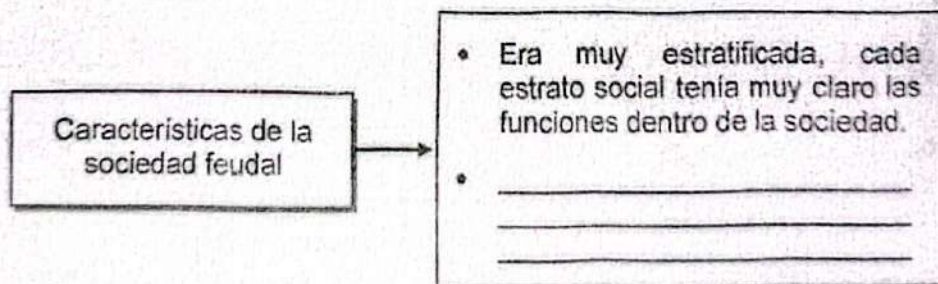 Características de la
sociedad feudal
• Era muy estratificada, cada
estrato social tenía muy claro las
funciones dentro de la sociedad.
•